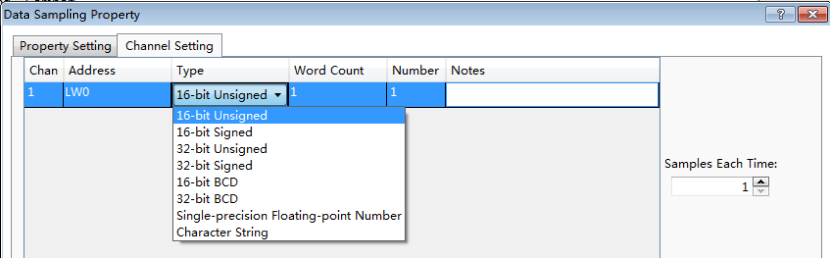 Data Sampling Property
?
Property Setting Channel Setting
Chan Address Type Word Count Number Notes
1 LW0 16-bit Unsigned 1 1
16-bit Unsigned
16-bit Signed
32-bit Unsigned
32-bit Signed
16-bit BCD
32-bit BCD
Single-precision Floating-point Number
Character String
Samples Each Time:
1